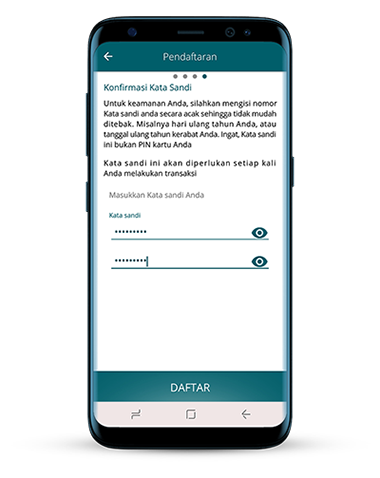 Pendaftaran
Konfirmasi Kata Sandi
Untuk keamanan Anda, silahkan mengisi nomor
Kata sandi anda secara acak sehingga tidak mudah
ditebak. Misalnya hari ulang tahun Anda, atau
tanggal ulang tahun kerabat Anda. Ingat, Kata sandi
ini bukan PIN kartu Anda
Kata sandi ini akan diperlukan setiap kali
Anda melakukan transaksi
Masukkan Kata sandi Anda
Kata sandi
DAFTAR